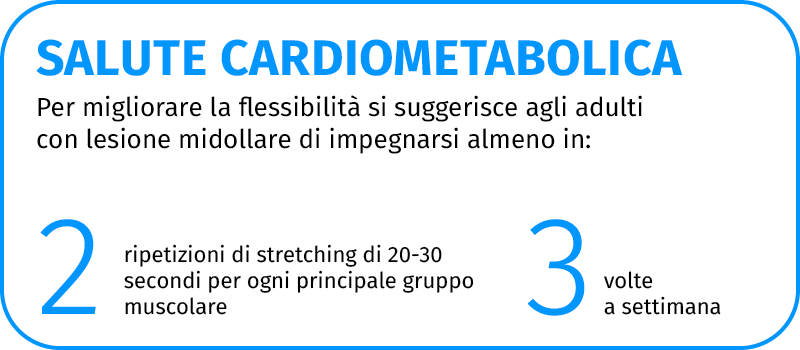 SALUTE CARDIOMETABOLICA
Per migliorare la flessibilità si suggerisce agli adulti
con lesione midollare di impegnarsi almeno in:
2
ripetizioni di stretching di 20-30
secondi per ogni principale gruppo
muscolare
3
volte
a settimana